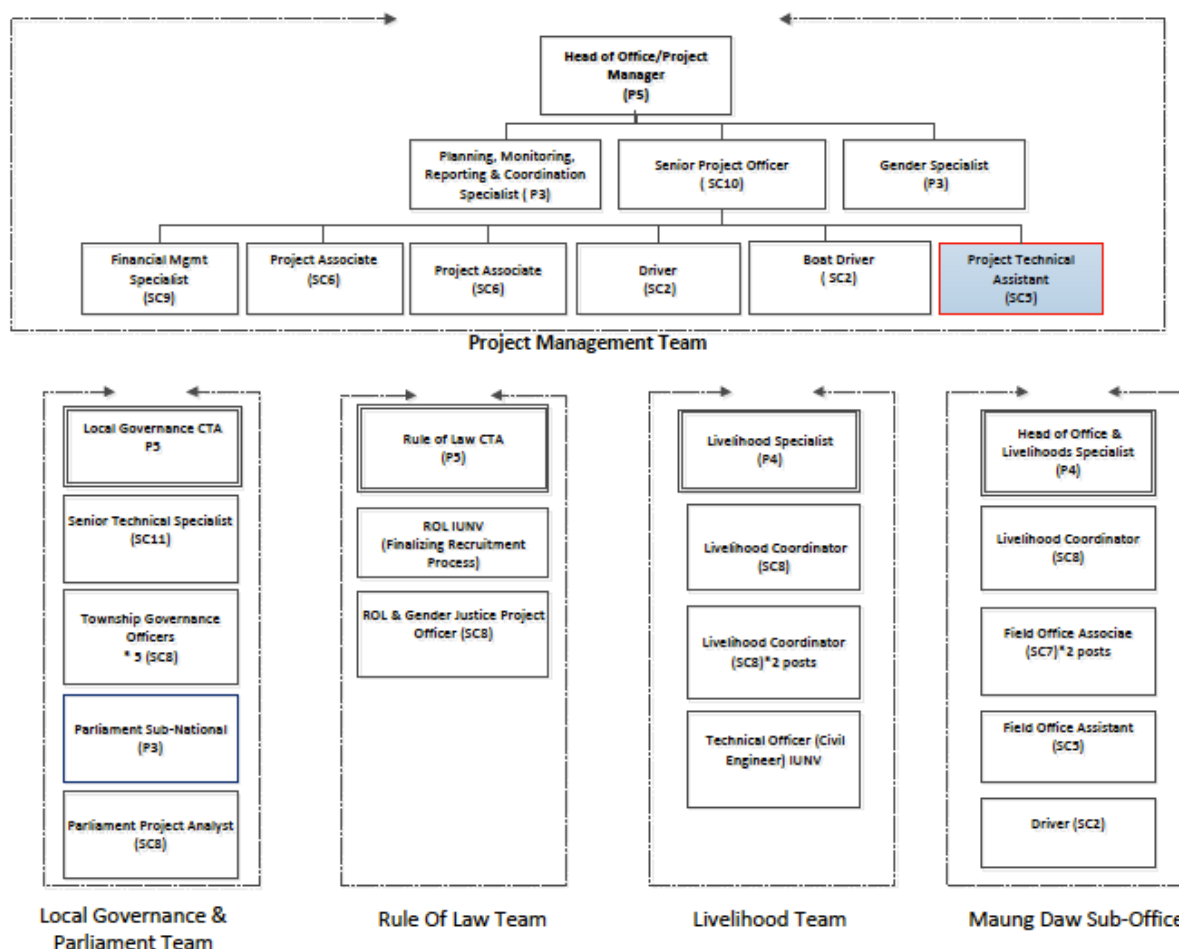 Head of Office/Project
Manager
(P5)
Planning, Monitoring,
Reporting & Coordination
Specialist ( P3)
Senior Project Officer
( SC10)
Gender Specialist
(P3)
Financial Mgmt
Specialist
(SC9)
Project Associate
(SC6)
Project Associate
(SC6)
Driver
(SC2)
Boat Driver
( SC2)
Project Technical
Assistant
(SC5)
Project Management Team
Local Governance CTA
P5
Senior Technical Specialist
(SC11)
Township Governance
Officers
* 5 (SC8)
Parliament Sub-National
(P3)
Parliament Project Analyst
(SC8)
Local Governance &
Parliament Team
Rule of Law CTA
(P5)
ROL IUNV
(Finalizing Recruitment
Process)
ROL & Gender Justice Project
Officer (SC8)
Rule Of Law Team
Livelihood Specialist
(P4)
Livelihood Coordinator
(SC8)
Livelihood Coordinator
(SC8)*2 posts
Technical Officer (Civil
Engineer) IUNV
Livelihood Team
Head of Office &
Livelihoods Specialist
(P4)
Livelihood Coordinator
(SC8)
Field Office Associae
(SC7)*2 posts
Field Office Assistant
(SC5)
Driver (SC2)
Maung Daw Sub-Office